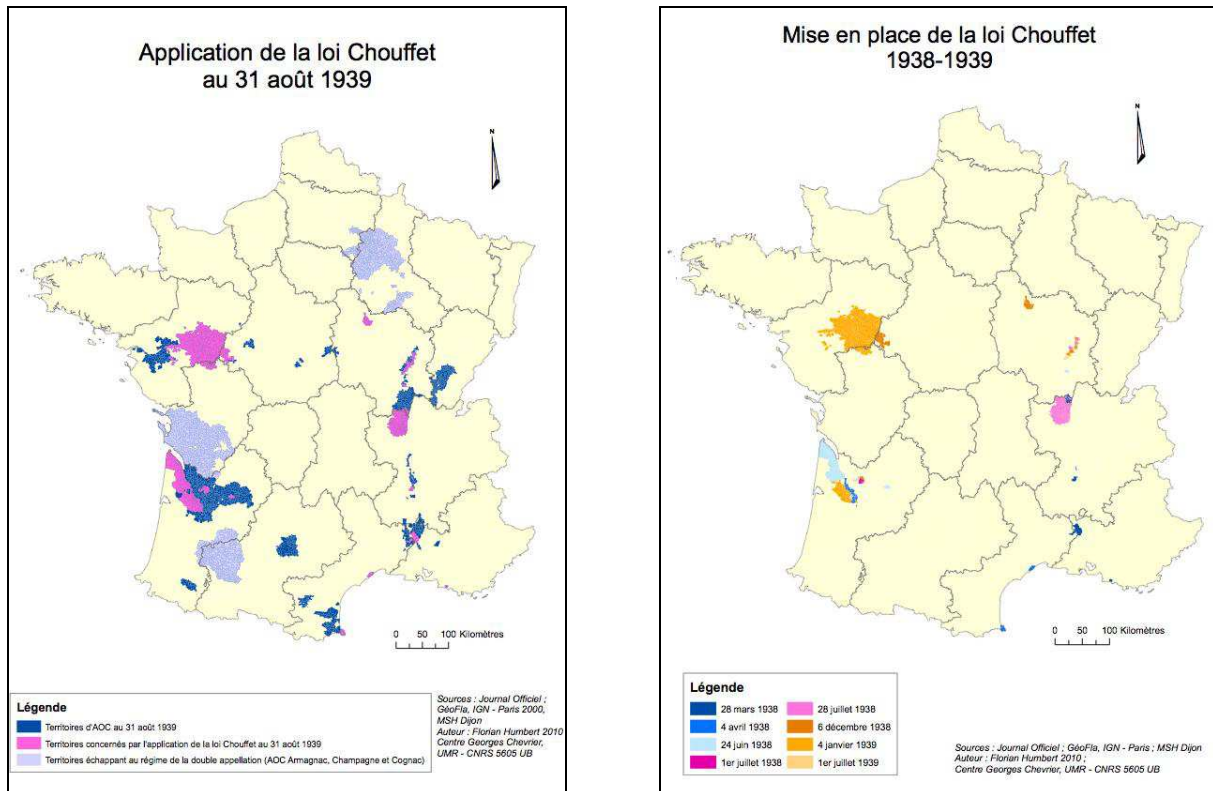 Application de la loi Chouffet
au 31 août 1939
N
0 50 100 Kilomètres
Légende
Territoires d'AOC au 31 août 1939
Territoires concernés par l'application de la loi Chouffet au 31 août 1939
Territoires échappant au régime de la double appellation (AOC Armagnac, Champagne et Cognac)
Sources : Journal Officiel ;
GéoFla, IGN - Paris 2000,
MSH Dijon
Auteur : Florian Humbert 2010
Centre Georges Chevrier,
UMR - CNRS 5605 UB
Mise en place de la loi Chouffet
1938-1939
N
0 50 100 Kilomètres
Légende
28 mars 1938
4 avril 1938
24 juin 1938
1er juillet 1938
28 juillet 1938
6 décembre 1938
4 janvier 1939
1er juillet 1939
Sources : Journal Officiel ; GéoFla, IGN - Paris ; MSH Dijon
Auteur : Florian Humbert 2010 ;
Centre Georges Chevrier, UMR - CNRS 5605 UB